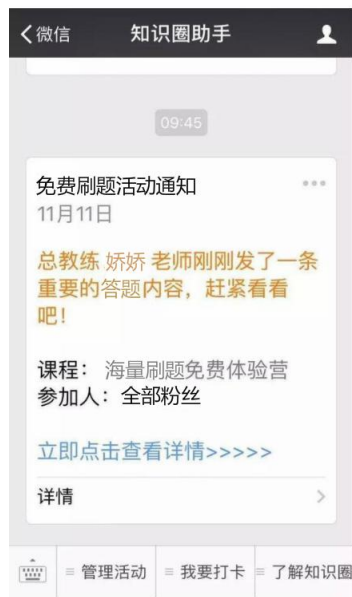 微信
知识圈助手
09:45
免费刷题活动通知
11月11日
总教练 娇娇 老师刚刚发了一条
重要的答题内容，赶紧看看
吧！
课程： 海量刷题免费体验营
参加人：全部粉丝
立即点击查看详情>>>>>
详情
管理活动
我要打卡
了解知识圈